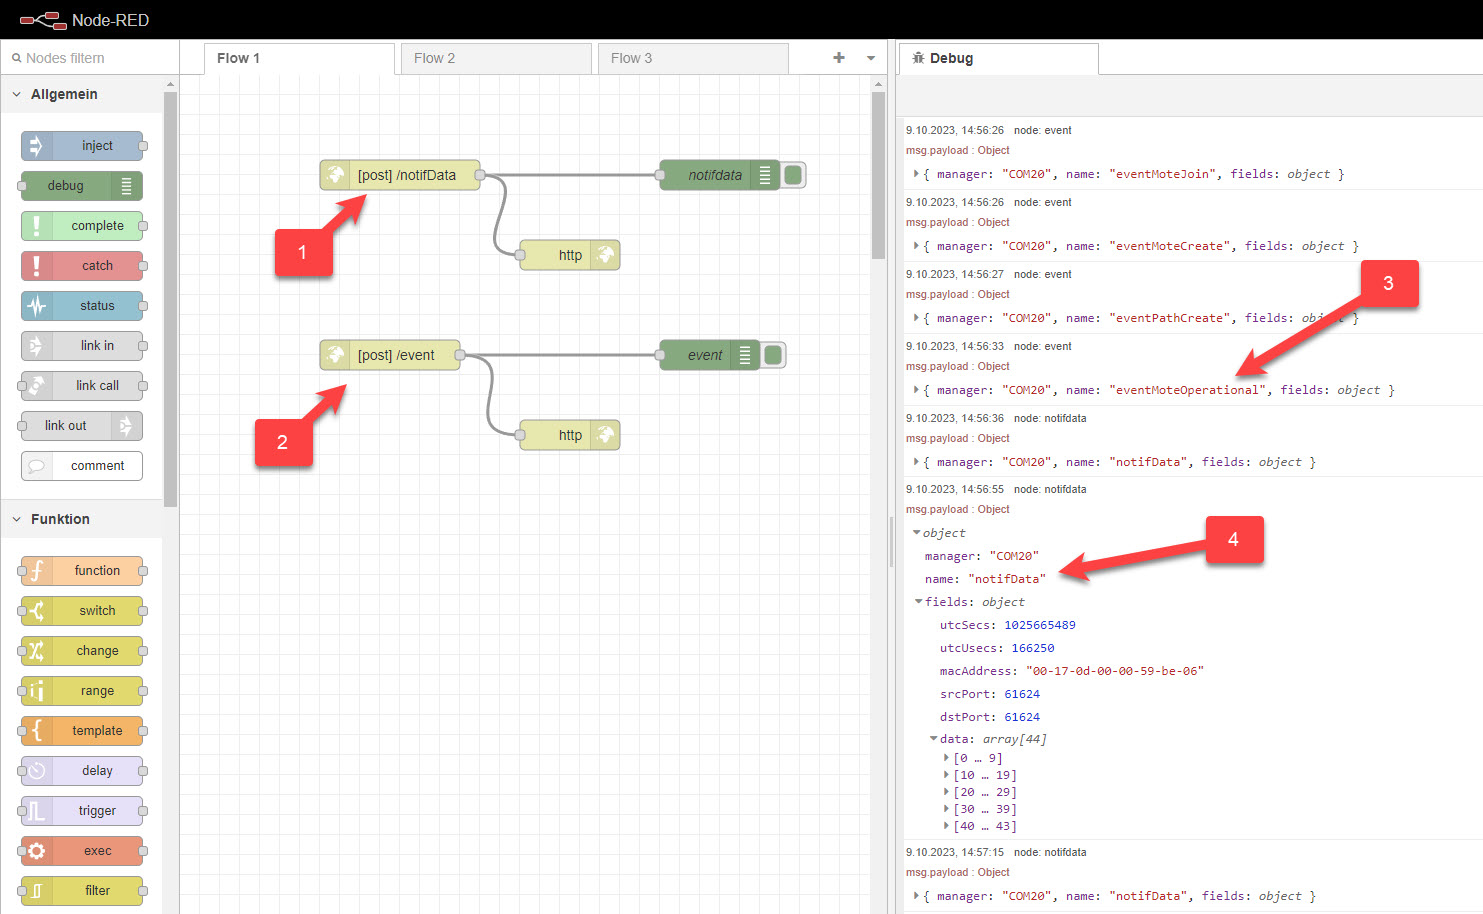 Node-RED
Nodes filtern
Flow 1
Flow 2
Flow 3
Debug
Allgemein
inject
debug
complete
catch
status
link in
link call
link out
comment
Funktion
function
switch
change
range
template
delay
trigger
exec
filter
[post] /notifData
notifdata
http
1
[post] /event
event
http
2
9.10.2023, 14:56:26 node: event
msg.payload : Object
{ manager: "COM20", name: "eventMoteJoin", fields: object }
9.10.2023, 14:56:26 node: event
msg.payload : Object
{ manager: "COM20", name: "eventMoteCreate", fields: object }
9.10.2023, 14:56:27 node: event
msg.payload : Object
{ manager: "COM20", name: "eventPathCreate", fields: object }
3
9.10.2023, 14:56:33 node: event
msg.payload : Object
{ manager: "COM20", name: "eventMoteOperational", fields: object }
9.10.2023, 14:56:36 node: notifdata
msg.payload : Object
{ manager: "COM20", name: "notifData", fields: object }
9.10.2023, 14:56:55 node: notifdata
msg.payload : Object
object
manager: "COM20"
name: "notifData"
4
fields: object
utcSecs: 1025665489
utcUsecs: 166250
macAddress: "00-17-0d-00-00-59-be-06"
srcPort: 61624
dstPort: 61624
data: array[44]
[0 … 9]
[10 … 19]
[20 … 29]
[30 … 39]
[40 … 43]
9.10.2023, 14:57:15 node: notifdata
msg.payload : Object
{ manager: "COM20", name: "notifData", fields: object }